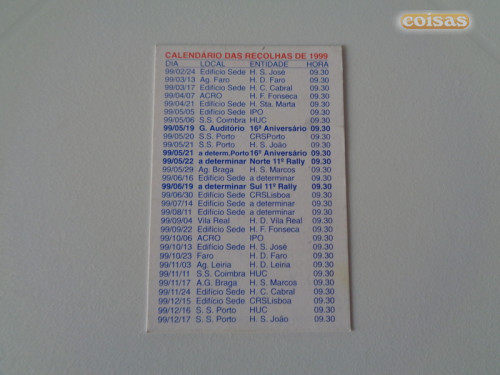 coisas
CALENDÁRIO DAS RECOLHAS DE 1999
DIA LOCAL ENTIDADE HORA
99/02/24 Edifício Sede H. S. José 09.30
99/03/13 Ag. Faro H. D. Faro 09.30
99/03/17 Edifício Sede H. C. Cabral 09.30
99/04/07 ACRO H. F. Fonseca 09.30
99/04/21 Edifício Sede H. Sta. Marta 09.30
99/05/05 Edifício Sede IPO 09.30
99/05/06 S.S. Coimbra HUC 09.30
99/05/19 G. Auditório 16º Aniversário 09.30
99/05/20 S.S. Porto CRSPorto 09.30
99/05/21 S.S. Porto H. S. João 09.30
99/05/21 a determ.Porto 16º Aniversário 09.30
99/05/22 a determinar Norte 11º Rally 09.30
99/05/29 Ag. Braga H. S. Marcos 09.30
99/06/16 Edifício Sede a determinar 09.30
99/06/19 a determinar Sul 11º Rally 09.30
99/06/30 Edifício Sede CRSLisboa 09.30
99/07/14 Edifício Sede a determinar 09.30
99/08/11 Edifício Sede a determinar 09.30
99/09/04 Vila Real H. D. Vila Real 09.30
99/09/22 Edifício Sede H. F. Fonseca 09.30
99/10/06 ACRO IPO 09.30
99/10/13 Edifício Sede H. S. José 09.30
99/10/23 Faro H. D. Faro 09.30
99/11/03 Ag. Leiria H. D. Leiria 09.30
99/11/11 S.S. Coimbra HUC 09.30
99/11/17 A.G. Braga H. S. Marcos 09.30
99/11/24 Edifício Sede H. C. Cabral 09.30
99/12/15 Edifício Sede CRSLisboa 09.30
99/12/16 S. S. Porto HUC 09.30
99/12/17 S. S. Porto H. S. João 09.30